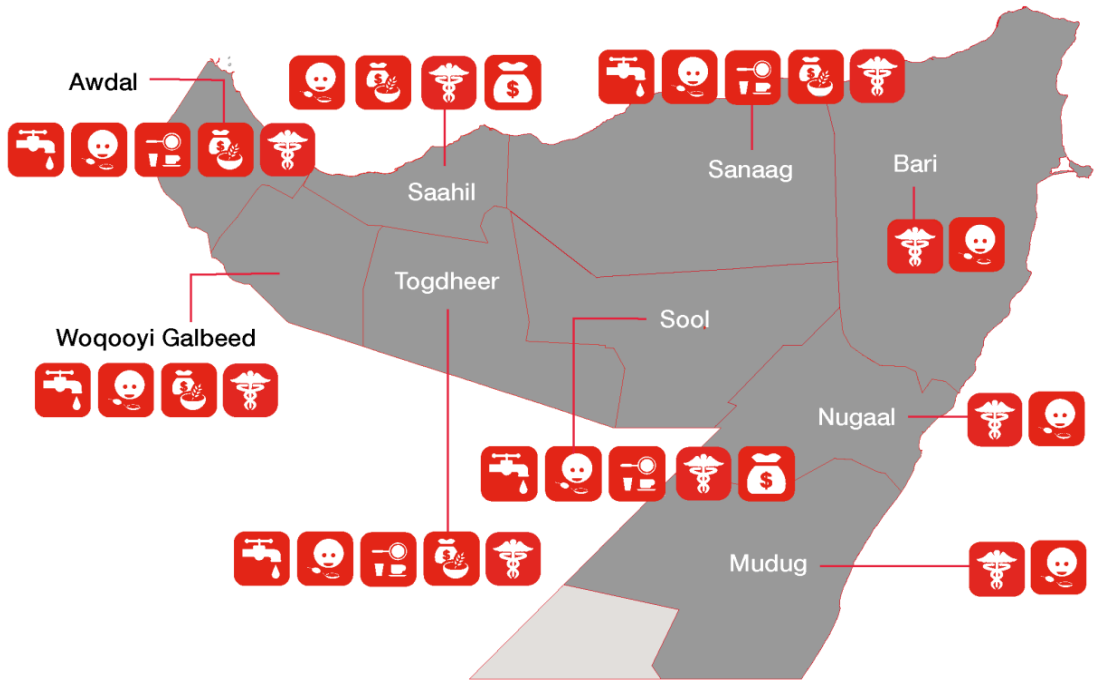 Awdal
Saahil
Sanaag
Bari
Togdheer
Woqooyi Galbeed
Sool
Nugaal
Mudug